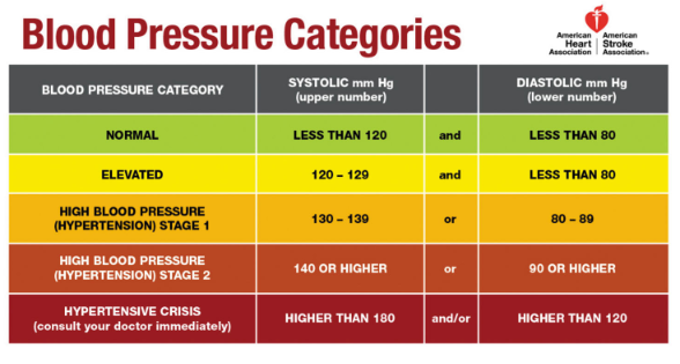 Blood Pressure Categories
American Heart Association
American Stroke Association®
BLOOD PRESSURE CATEGORY
SYSTOLIC mm Hg
(upper number)
DIASTOLIC mm Hg
(lower number)
NORMAL
LESS THAN 120
and
LESS THAN 80
ELEVATED
120 – 129
and
LESS THAN 80
HIGH BLOOD PRESSURE
(HYPERTENSION) STAGE 1
130 – 139
or
80 – 89
HIGH BLOOD PRESSURE
(HYPERTENSION) STAGE 2
140 OR HIGHER
or
90 OR HIGHER
HYPERTENSIVE CRISIS
(consult your doctor immediately)
HIGHER THAN 180
and/or
HIGHER THAN 120